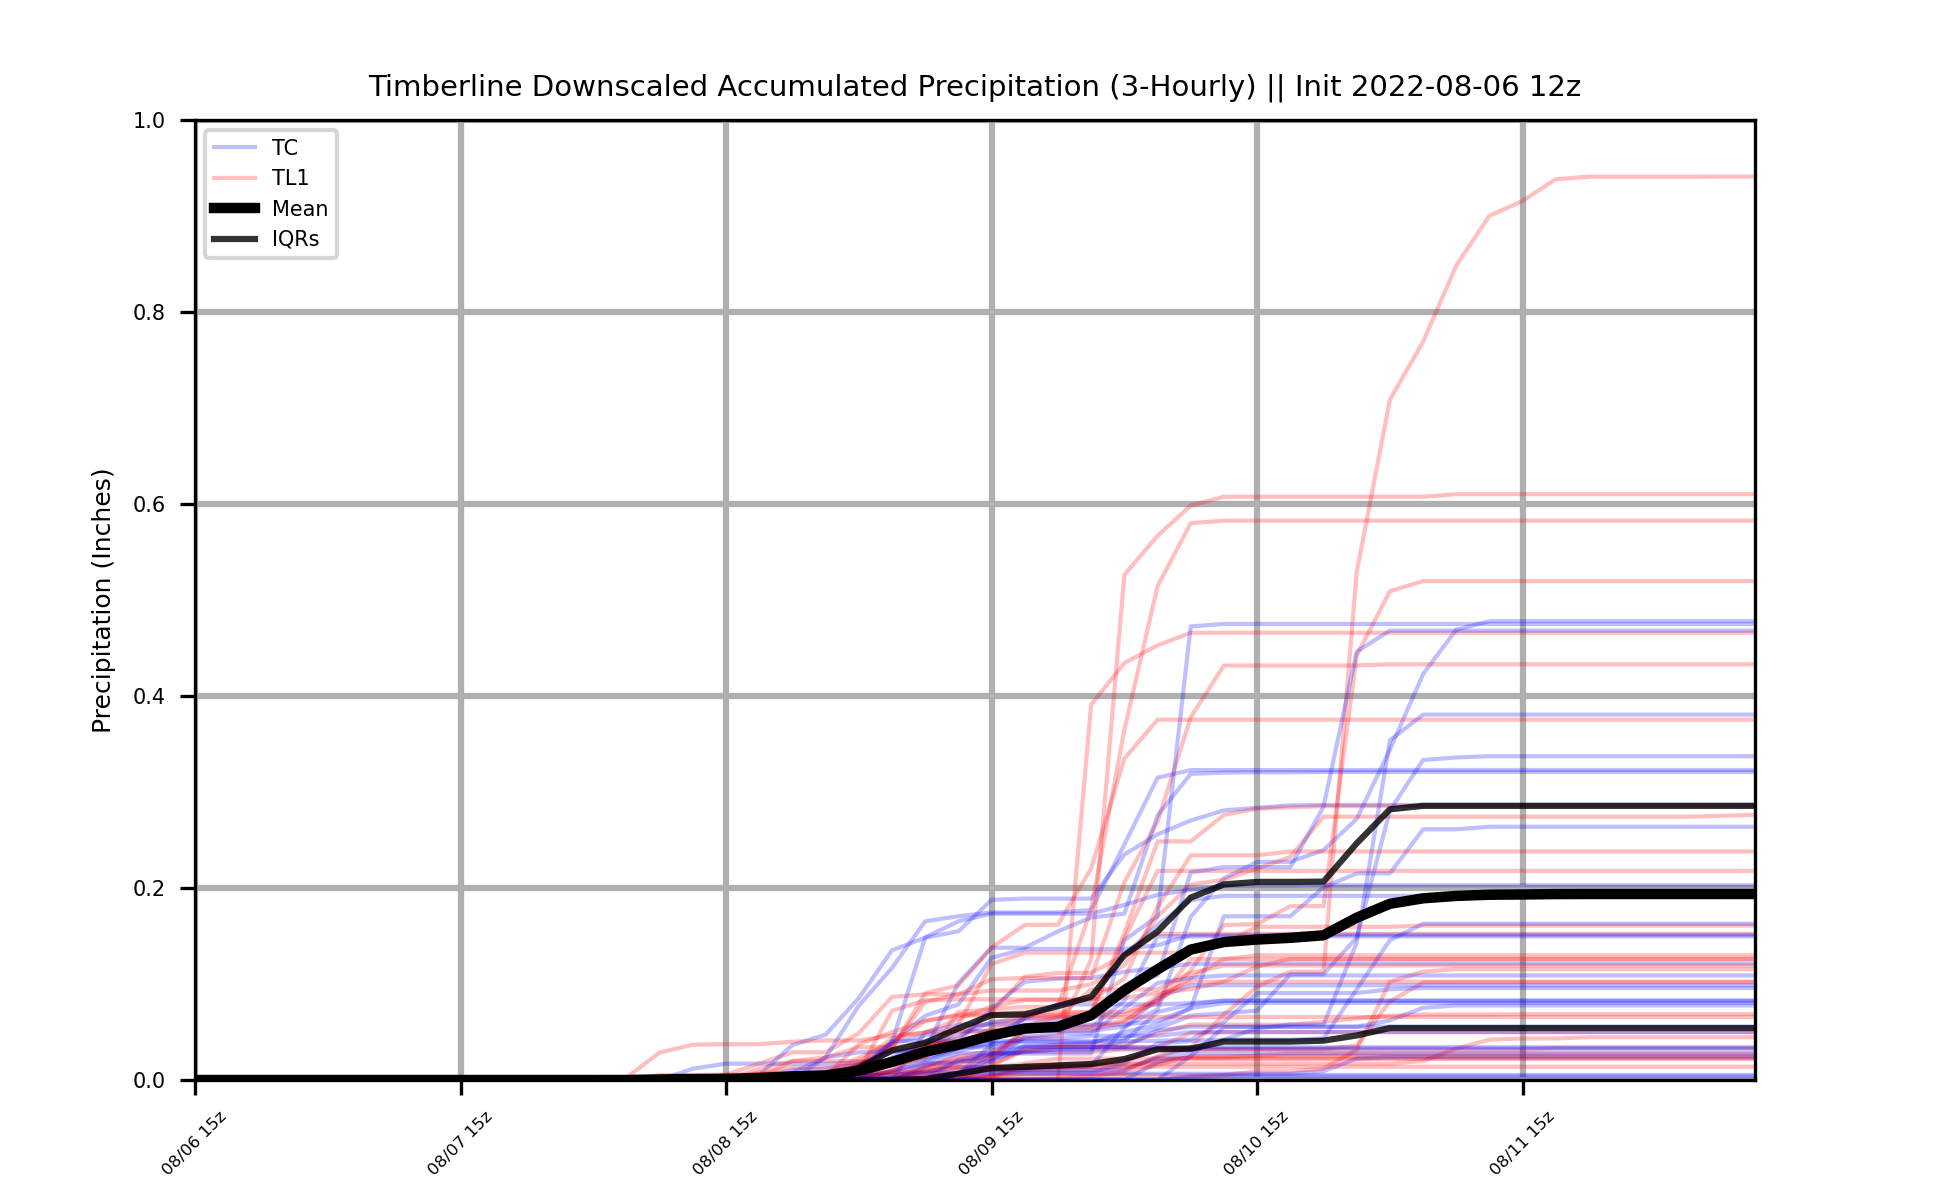 Timberline Downscaled Accumulated Precipitation (3-Hourly) || Init 2022-08-06 12z
TC
TL1
Mean
IQRs
Precipitation (Inches)
1.0
0.8
0.6
0.4
0.2
0.0
08/06 15z
08/07 15z
08/08 15z
08/09 15z
08/10 15z
08/11 15z